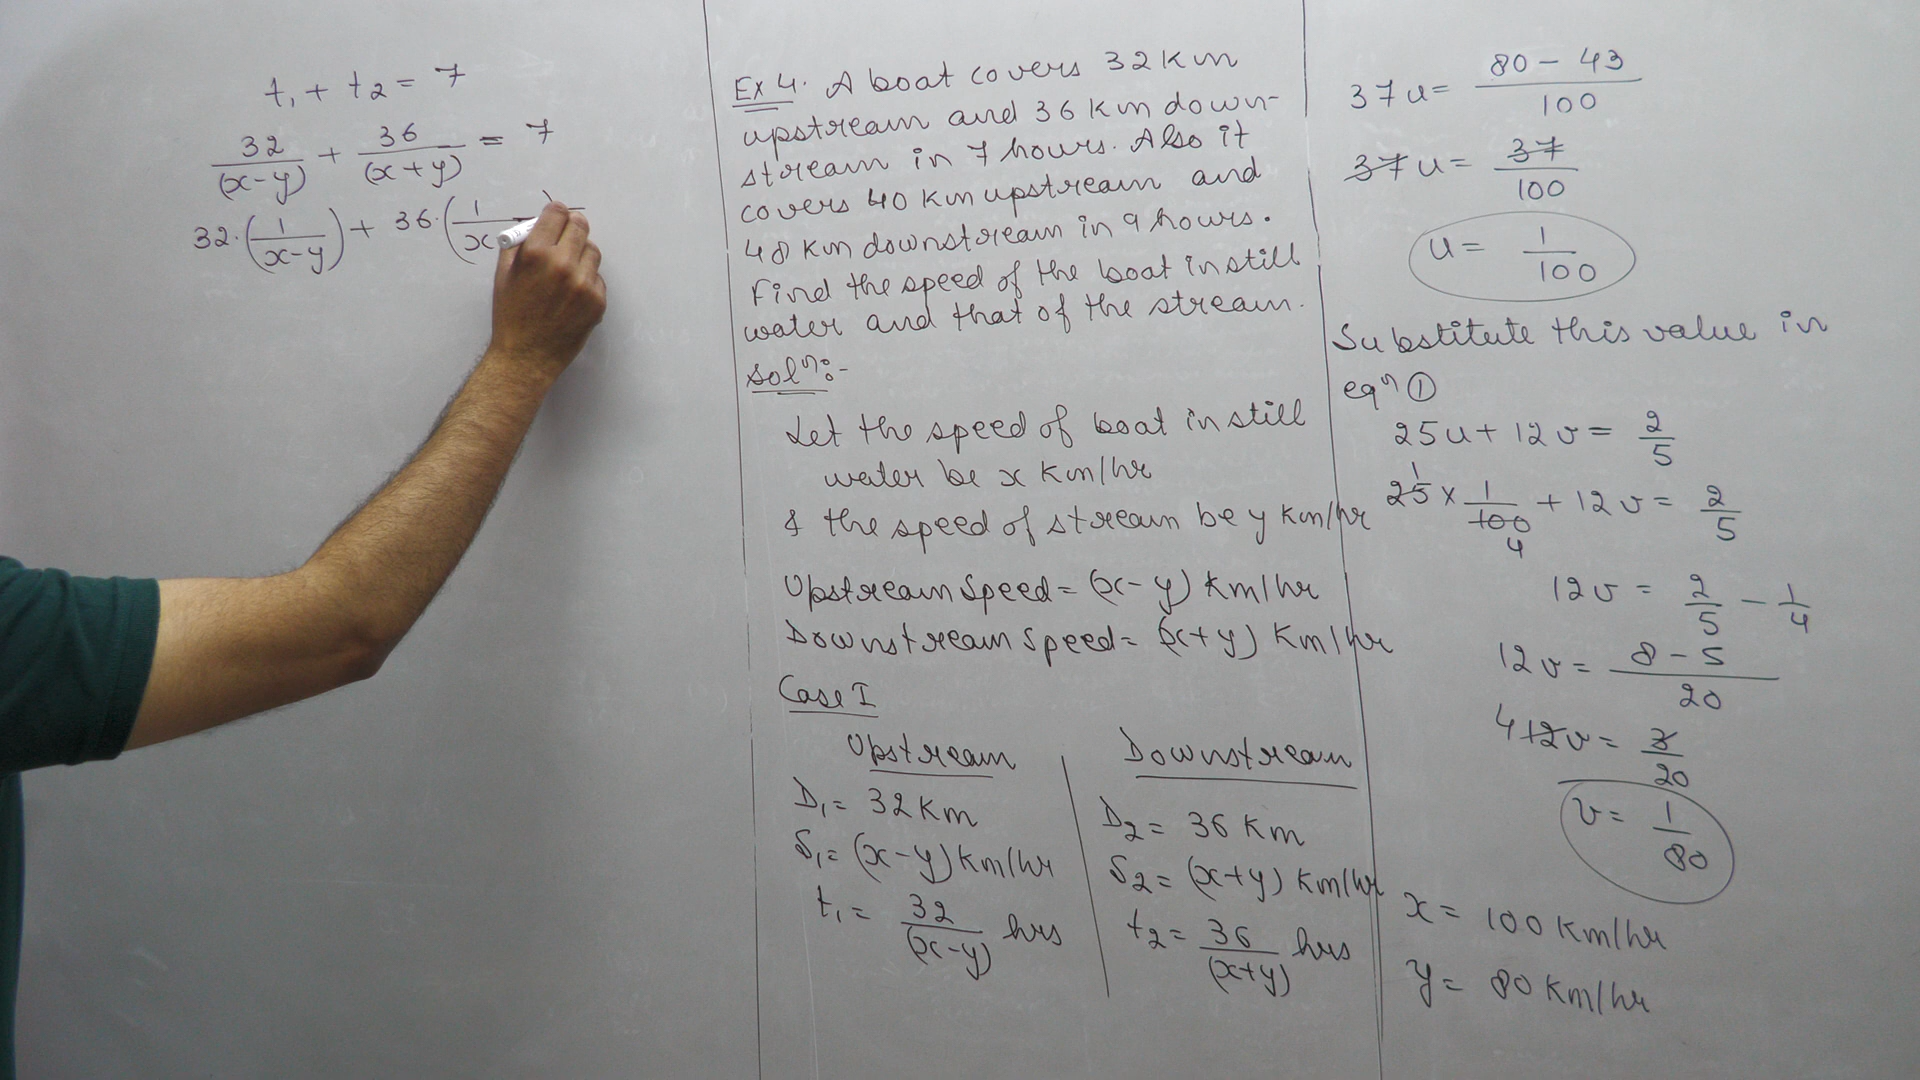 t₁ + t₂ = 7
32/(x-y) + 36/(x+y) = 7
32·(1/x-y) + 36·(1/x
Ex 4. A boat covers 32 Km
upstream and 36 Km down-
stream in 7 hours. Also it
covers 40 Km upstream and
48 Km downstream in 9 hours.
Find the speed of the boat in still
water and that of the stream.
Solⁿ:-
Let the speed of boat in still
water be x Km/hr
& the speed of stream be y Km/hr
Upstream Speed = (x-y) Km/hr
Downstream Speed = (x+y) Km/hr
Case I
Upstream
D₁ = 32 Km
S₁ = (x-y) Km/hr
t₁ = 32/(x-y) hrs
Downstream
D₂ = 36 Km
S₂ = (x+y) Km/hr
t₂ = 36/(x+y) hrs
37u = 80 - 43/100
37u = 37/100
u = 1/100
Substitute this value in
eqⁿ ①
25u + 12v = 2/5
25 1 × 1/100 4 + 12v = 2/5
12v = 2/5 - 1/4
12v = 8 - 5/20
4 12v = 3/20
v = 1/80
x = 100 Km/hr
y = 80 Km/hr